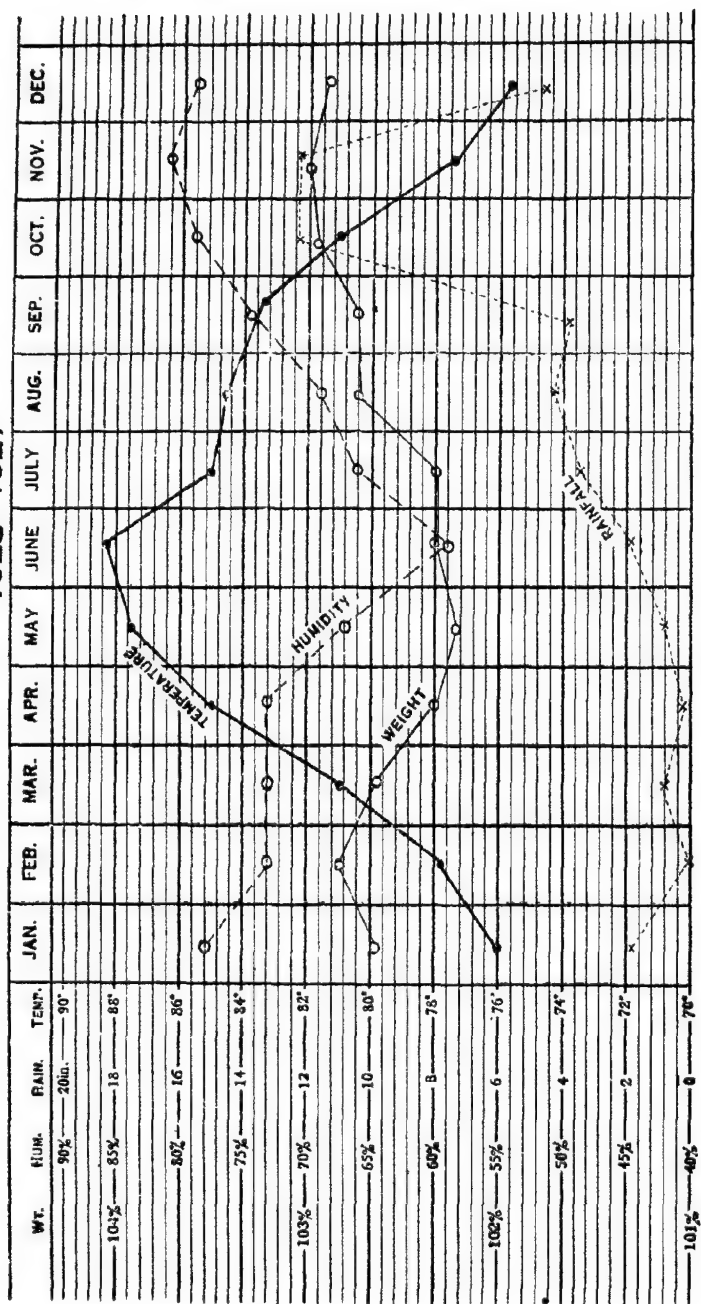 WT. HUM. RAIN. TEMP. JAN. FEB. MAR. APR. MAY JUNE JULY AUG. SEP. OCT. NOV. DEC.
90% 20in. 90°
104% 85% 18 88°
80% 16 86°
75% 14 84°
TEMPERATURE
103% 70% 12 82°
HUMIDITY
65% 10 80°
WEIGHT
60% 8 78°
102% 55% 6 76°
50% 4 74°
RAINFALL
45% 2 72°
101% 40% 0 70°